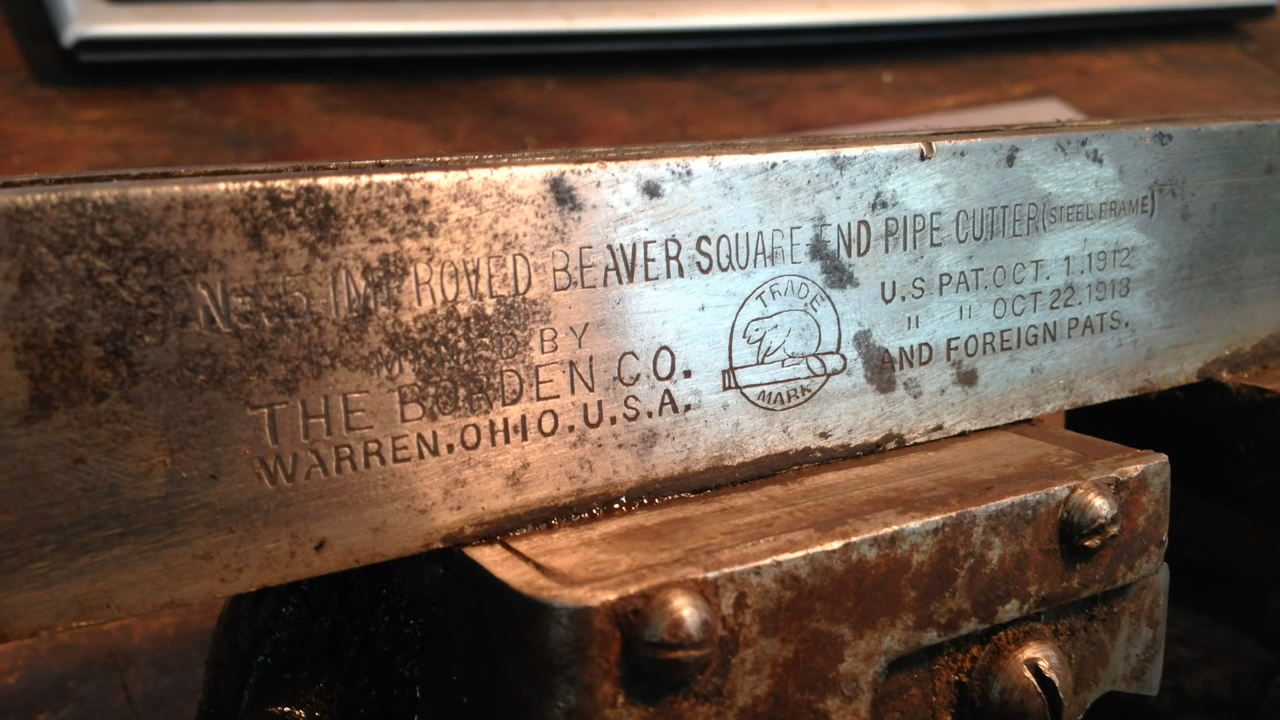 IMPROVED BEAVER SQUARE END PIPE CUTTER (STEEL FRAME)
BY
THE BORDEN CO.
WARREN, OHIO. U.S.A.
TRADE
MARK
U.S. PAT. OCT. 1. 1912
" " OCT 22. 1918
AND FOREIGN PATS.